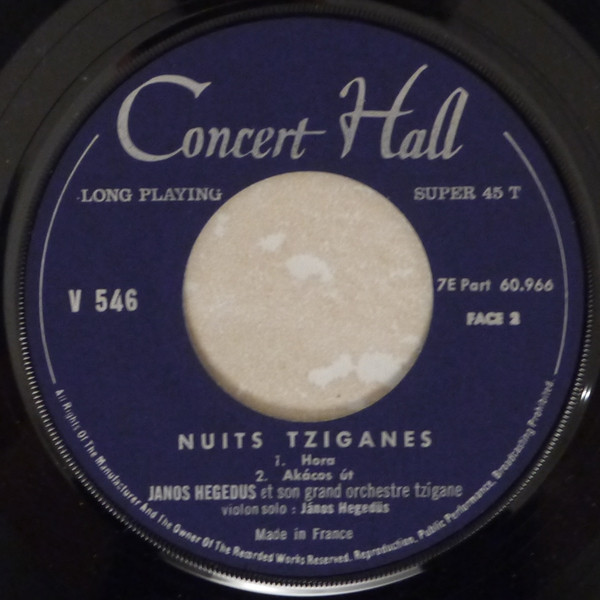 Concert Hall
LONG PLAYING
SUPER 45 T
V 546
7E Part 60.966
FACE 2
NUITS TZIGANES
1. Hora
2. Akácos út
JANOS HEGEDUS et son grand orchestre tzigane
violon solo : János Hegedüs
Made in France
All Rights Of The Manufacturer And The Owner Of The Recorded Works Reserved. Reproduction, Public Performance, Broadcasting Prohibited.